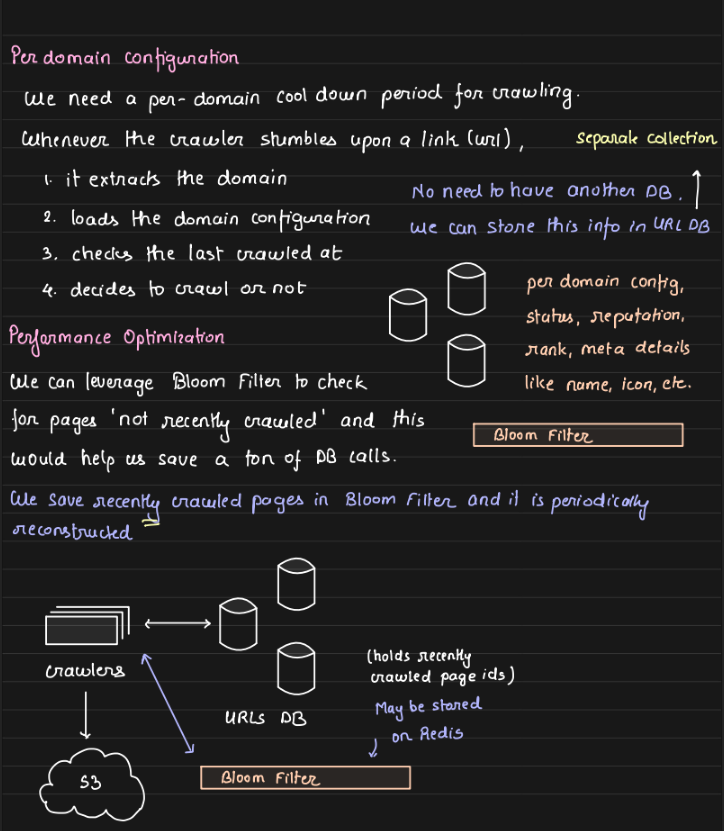 Per domain configuration
We need a per-domain cool down period for crawling.
Whenever the crawler stumbles upon a link (url),
separate collection
1. it extracts the domain
No need to have another DB.
2. loads the domain configuration
we can store this info in URL DB
3. checks the last crawled at
4. decides to crawl or not
per domain config,
status, reputation,
rank, meta details
like name, icon, etc.
Performance Optimization
We can leverage Bloom Filter to check
for pages 'not recently crawled' and this
would help us save a ton of DB calls.
Bloom Filter
We save recently crawled pages in Bloom Filter and it is periodically
reconstructed
crawlers
(holds recently
crawled page ids)
URLs DB
May be stored
on Redis
S3
Bloom Filter